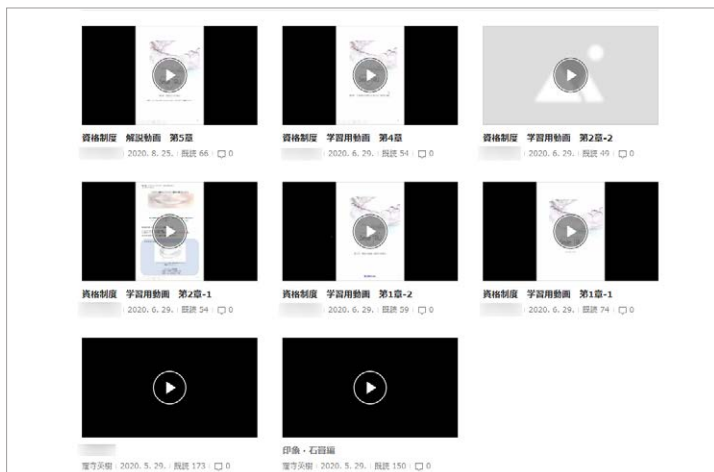 資格制度 解説動画 第5章
2020. 8. 25. 既読 66 0
資格制度 学習用動画 第4章
2020. 6. 29. 既読 54 0
資格制度 学習用動画 第2章-2
2020. 6. 29. 既読 49 0
資格制度 学習用動画 第2章-1
2020. 6. 29. 既読 54 0
資格制度 学習用動画 第1章-2
2020. 6. 29. 既読 59 0
資格制度 学習用動画 第1章-1
2020. 6. 29. 既読 74 0
2020. 5. 29. 既読 173 0
印象・石膏編
2020. 5. 29. 既読 150 0